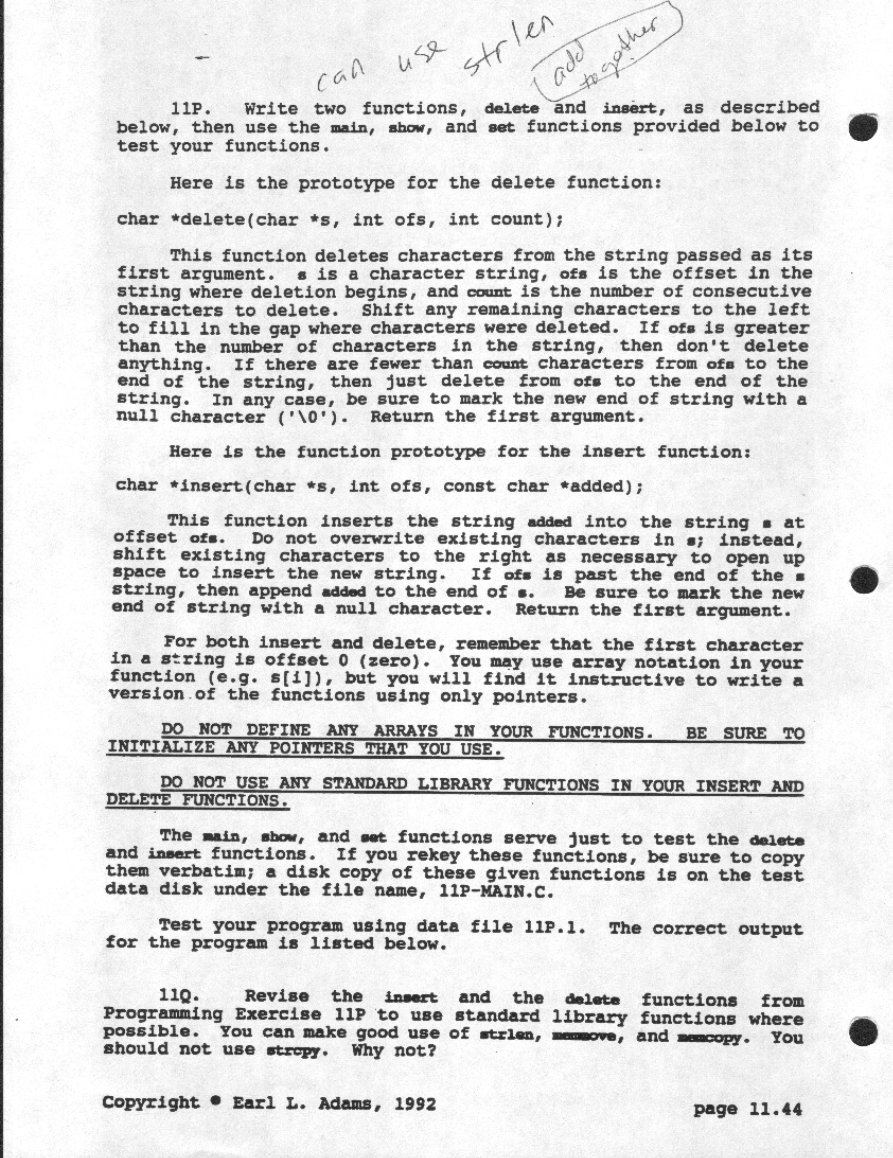 can use strlen
add
together
11P. Write two functions, delete and insert, as described
below, then use the main, show, and set functions provided below to
test your functions.
Here is the prototype for the delete function:
char *delete(char *s, int ofs, int count);
This function deletes characters from the string passed as its
first argument. s is a character string, ofs is the offset in the
string where deletion begins, and count is the number of consecutive
characters to delete. Shift any remaining characters to the left
to fill in the gap where characters were deleted. If ofs is greater
than the number of characters in the string, then don't delete
anything. If there are fewer than count characters from ofs to the
end of the string, then just delete from ofs to the end of the
string. In any case, be sure to mark the new end of string with a
null character ('\0'). Return the first argument.
Here is the function prototype for the insert function:
char *insert(char *s, int ofs, const char *added);
This function inserts the string added into the string s at
offset ofs. Do not overwrite existing characters in s; instead,
shift existing characters to the right as necessary to open up
space to insert the new string. If ofs is past the end of the s
string, then append added to the end of s. Be sure to mark the new
end of string with a null character. Return the first argument.
For both insert and delete, remember that the first character
in a string is offset 0 (zero). You may use array notation in your
function (e.g. s[i]), but you will find it instructive to write a
version of the functions using only pointers.
DO NOT DEFINE ANY ARRAYS IN YOUR FUNCTIONS. BE SURE TO
INITIALIZE ANY POINTERS THAT YOU USE.
DO NOT USE ANY STANDARD LIBRARY FUNCTIONS IN YOUR INSERT AND
DELETE FUNCTIONS.
The main, show, and set functions serve just to test the delete
and insert functions. If you rekey these functions, be sure to copy
them verbatim; a disk copy of these given functions is on the test
data disk under the file name, 11P-MAIN.C.
Test your program using data file 11P.1. The correct output
for the program is listed below.
11Q. Revise the insert and the delete functions from
Programming Exercise 11P to use standard library functions where
possible. You can make good use of strlen, memmove, and memcopy. You
should not use strcpy. Why not?
Copyright • Earl L. Adams, 1992
page 11.44